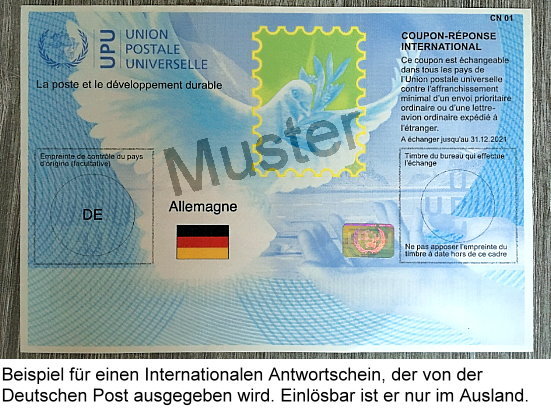 CN 01
UPU
UNION
POSTALE
UNIVERSELLE
La poste et le développement durable
COUPON-RÉPONSE
INTERNATIONAL
Ce coupon est échangeable
dans tous les pays de
l'Union postale universelle
contre l'affranchissement
minimal d'un envoi prioritaire
ordinaire ou d'une lettre-
avion ordinaire expédié à
l'étranger.
A échanger jusqu'au 31.12.2021
Muster
Empreinte de contrôle du pays
d'origine (facultative)
DE
Allemagne
Timbre du bureau qui effectue
l'échange
Ne pas apposer l'empreinte du
timbre à date hors de ce cadre
Beispiel für einen Internationalen Antwortschein, der von der
Deutschen Post ausgegeben wird. Einlösbar ist er nur im Ausland.